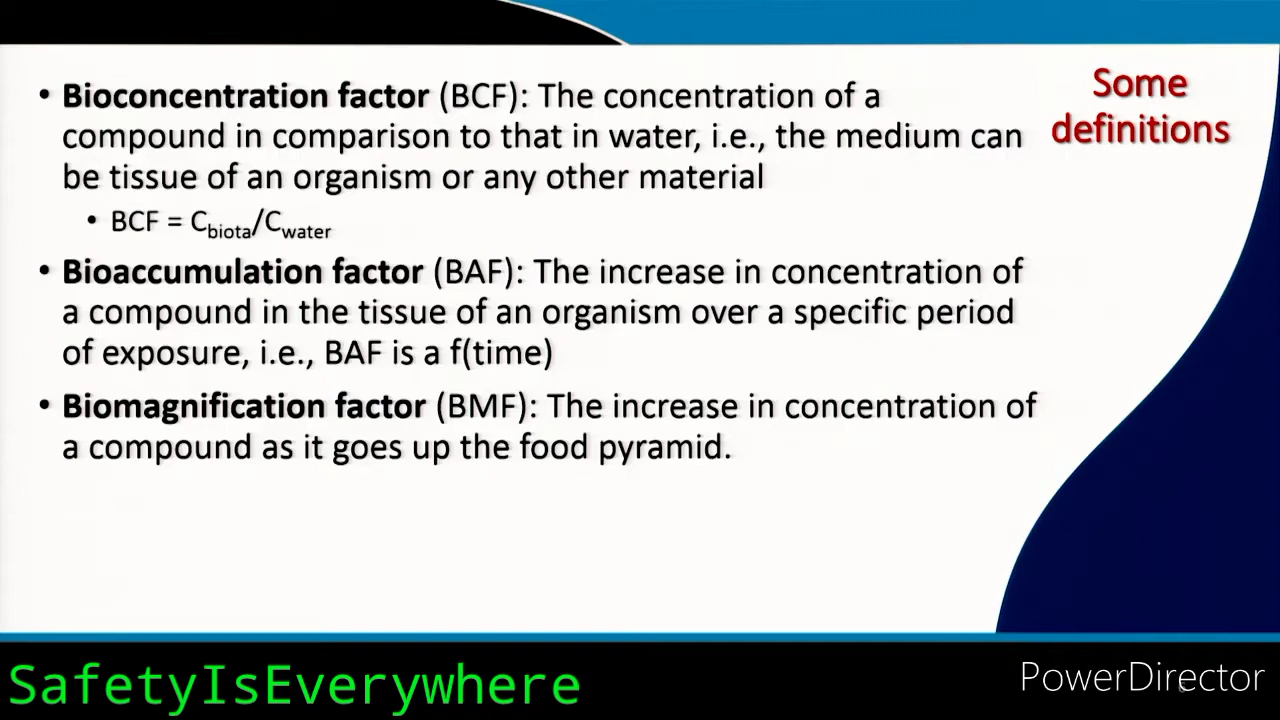 Some
definitions
• Bioconcentration factor (BCF): The concentration of a
compound in comparison to that in water, i.e., the medium can
be tissue of an organism or any other material
• BCF = Cbiota/Cwater
• Bioaccumulation factor (BAF): The increase in concentration of
a compound in the tissue of an organism over a specific period
of exposure, i.e., BAF is a f(time)
• Biomagnification factor (BMF): The increase in concentration of
a compound as it goes up the food pyramid.
SafetyIsEverywhere
PowerDirector